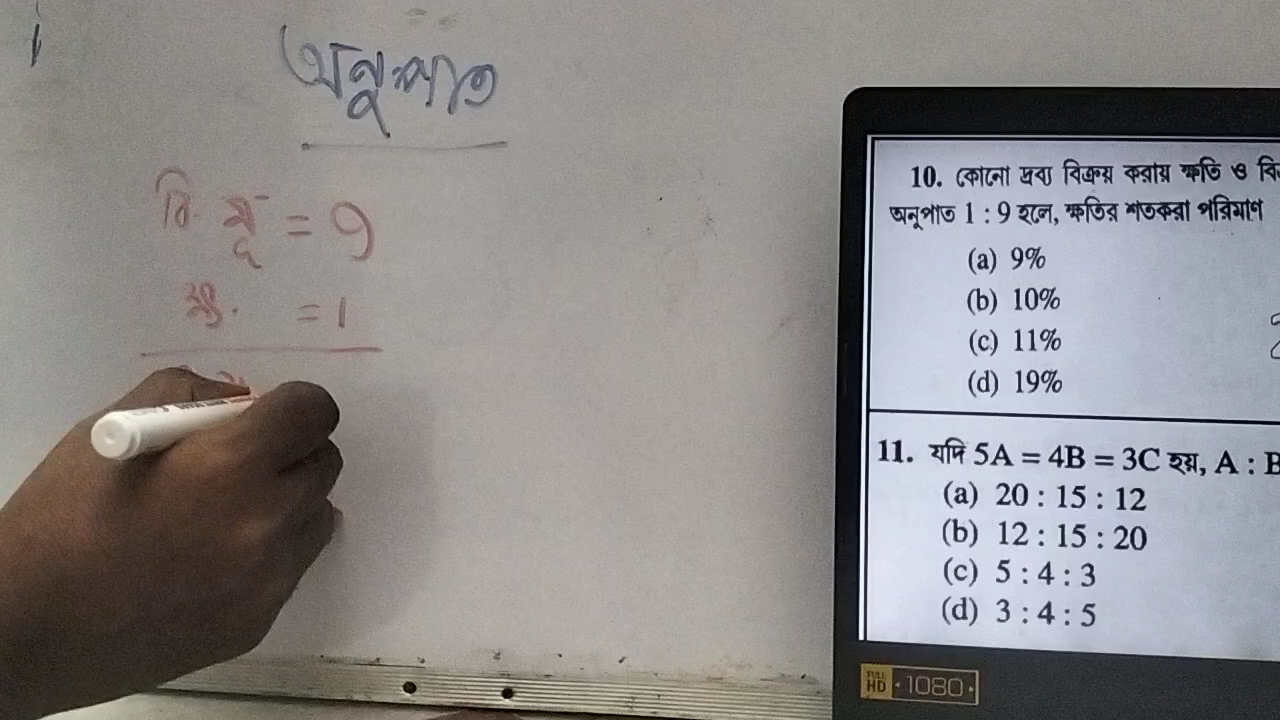 অনুপাত
বি. মূ = 9
ক্ষ. = 1
10. কোনো দ্রব্য বিক্রয় করায় ক্ষতি ও
অনুপাত 1 : 9 হলে, ক্ষতির শতকরা পরিমাণ
(a) 9%
(b) 10%
(c) 11%
(d) 19%
11. যদি 5A = 4B = 3C হয়, A : B
(a) 20 : 15 : 12
(b) 12 : 15 : 20
(c) 5 : 4 : 3
(d) 3 : 4 : 5
FULL HD 1080